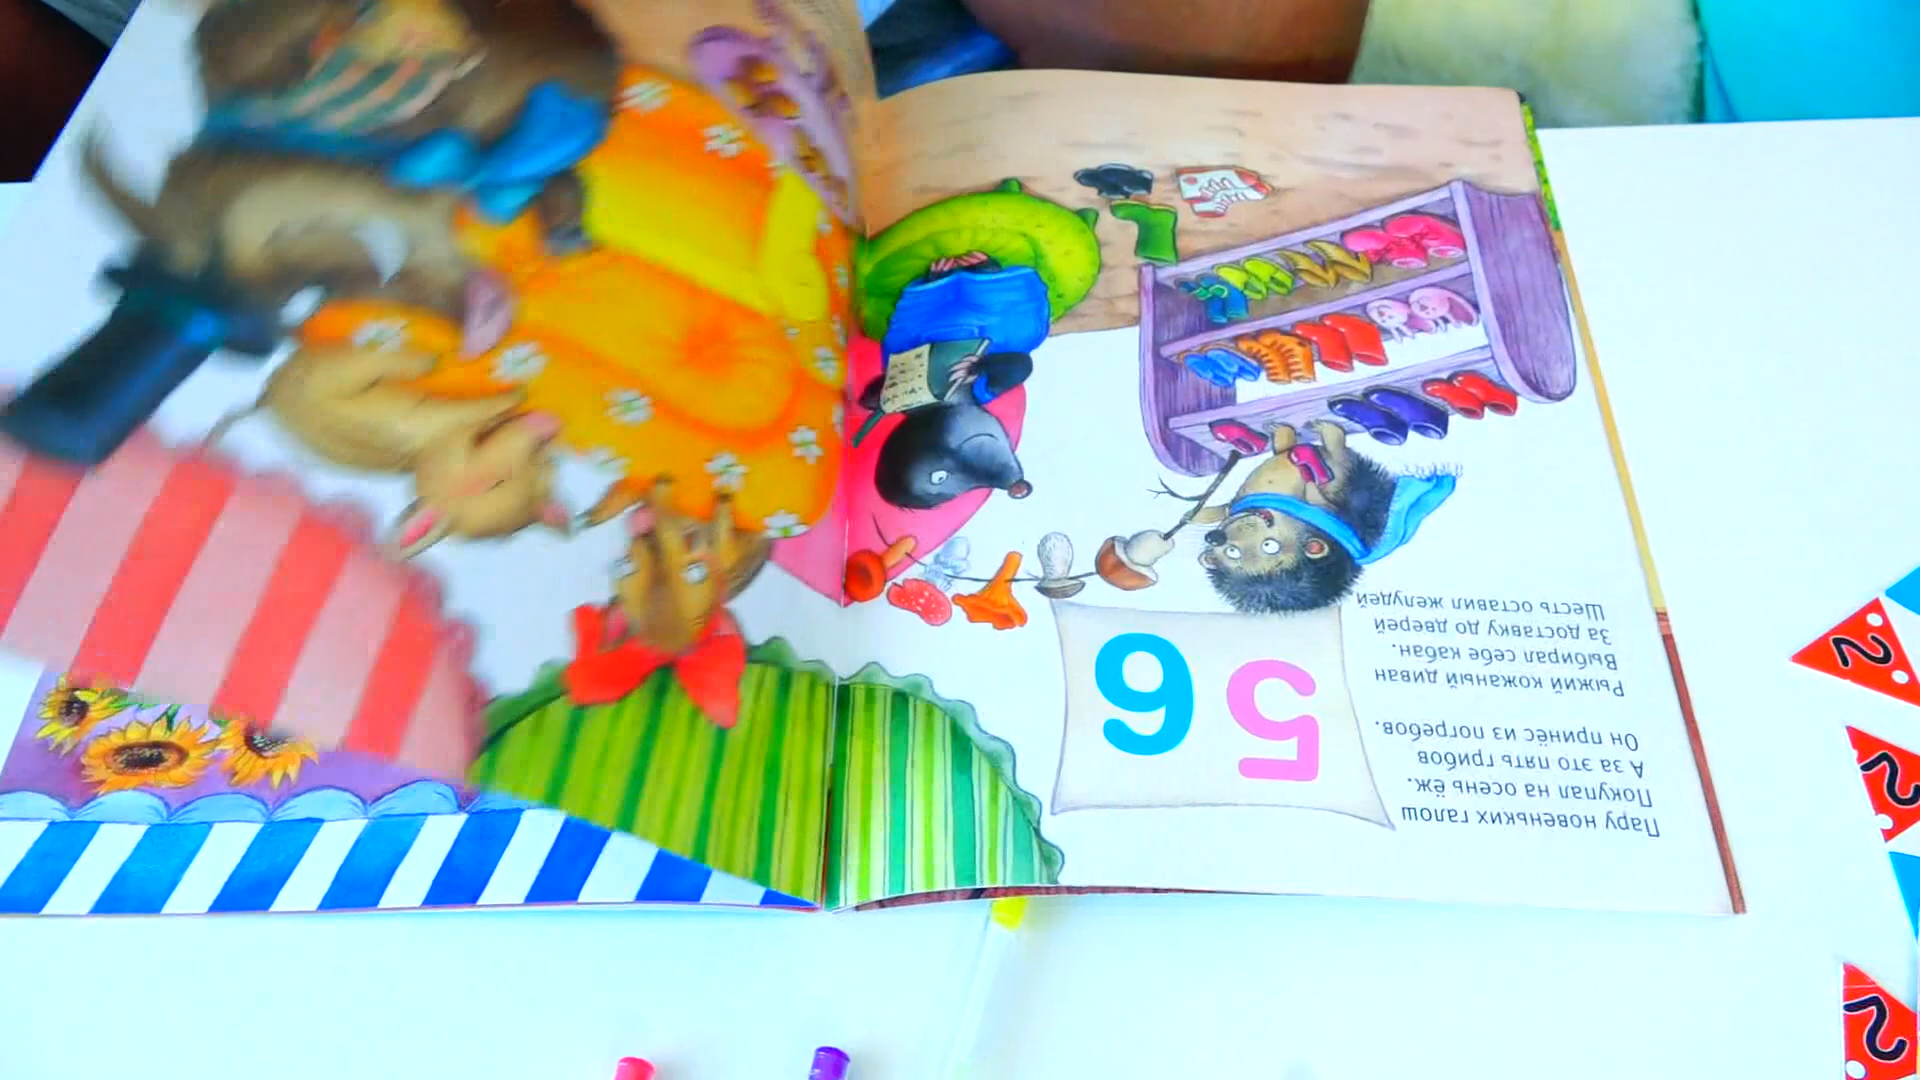 Пару новеньких галош
Покупал на осень ёж.
А за это пять грибов
Он принёс из погребов.
Рыжий кожаный диван
Выбирал себе кабан.
За доставку до дверей
Шесть оставил желудей
5 6
2
2
2